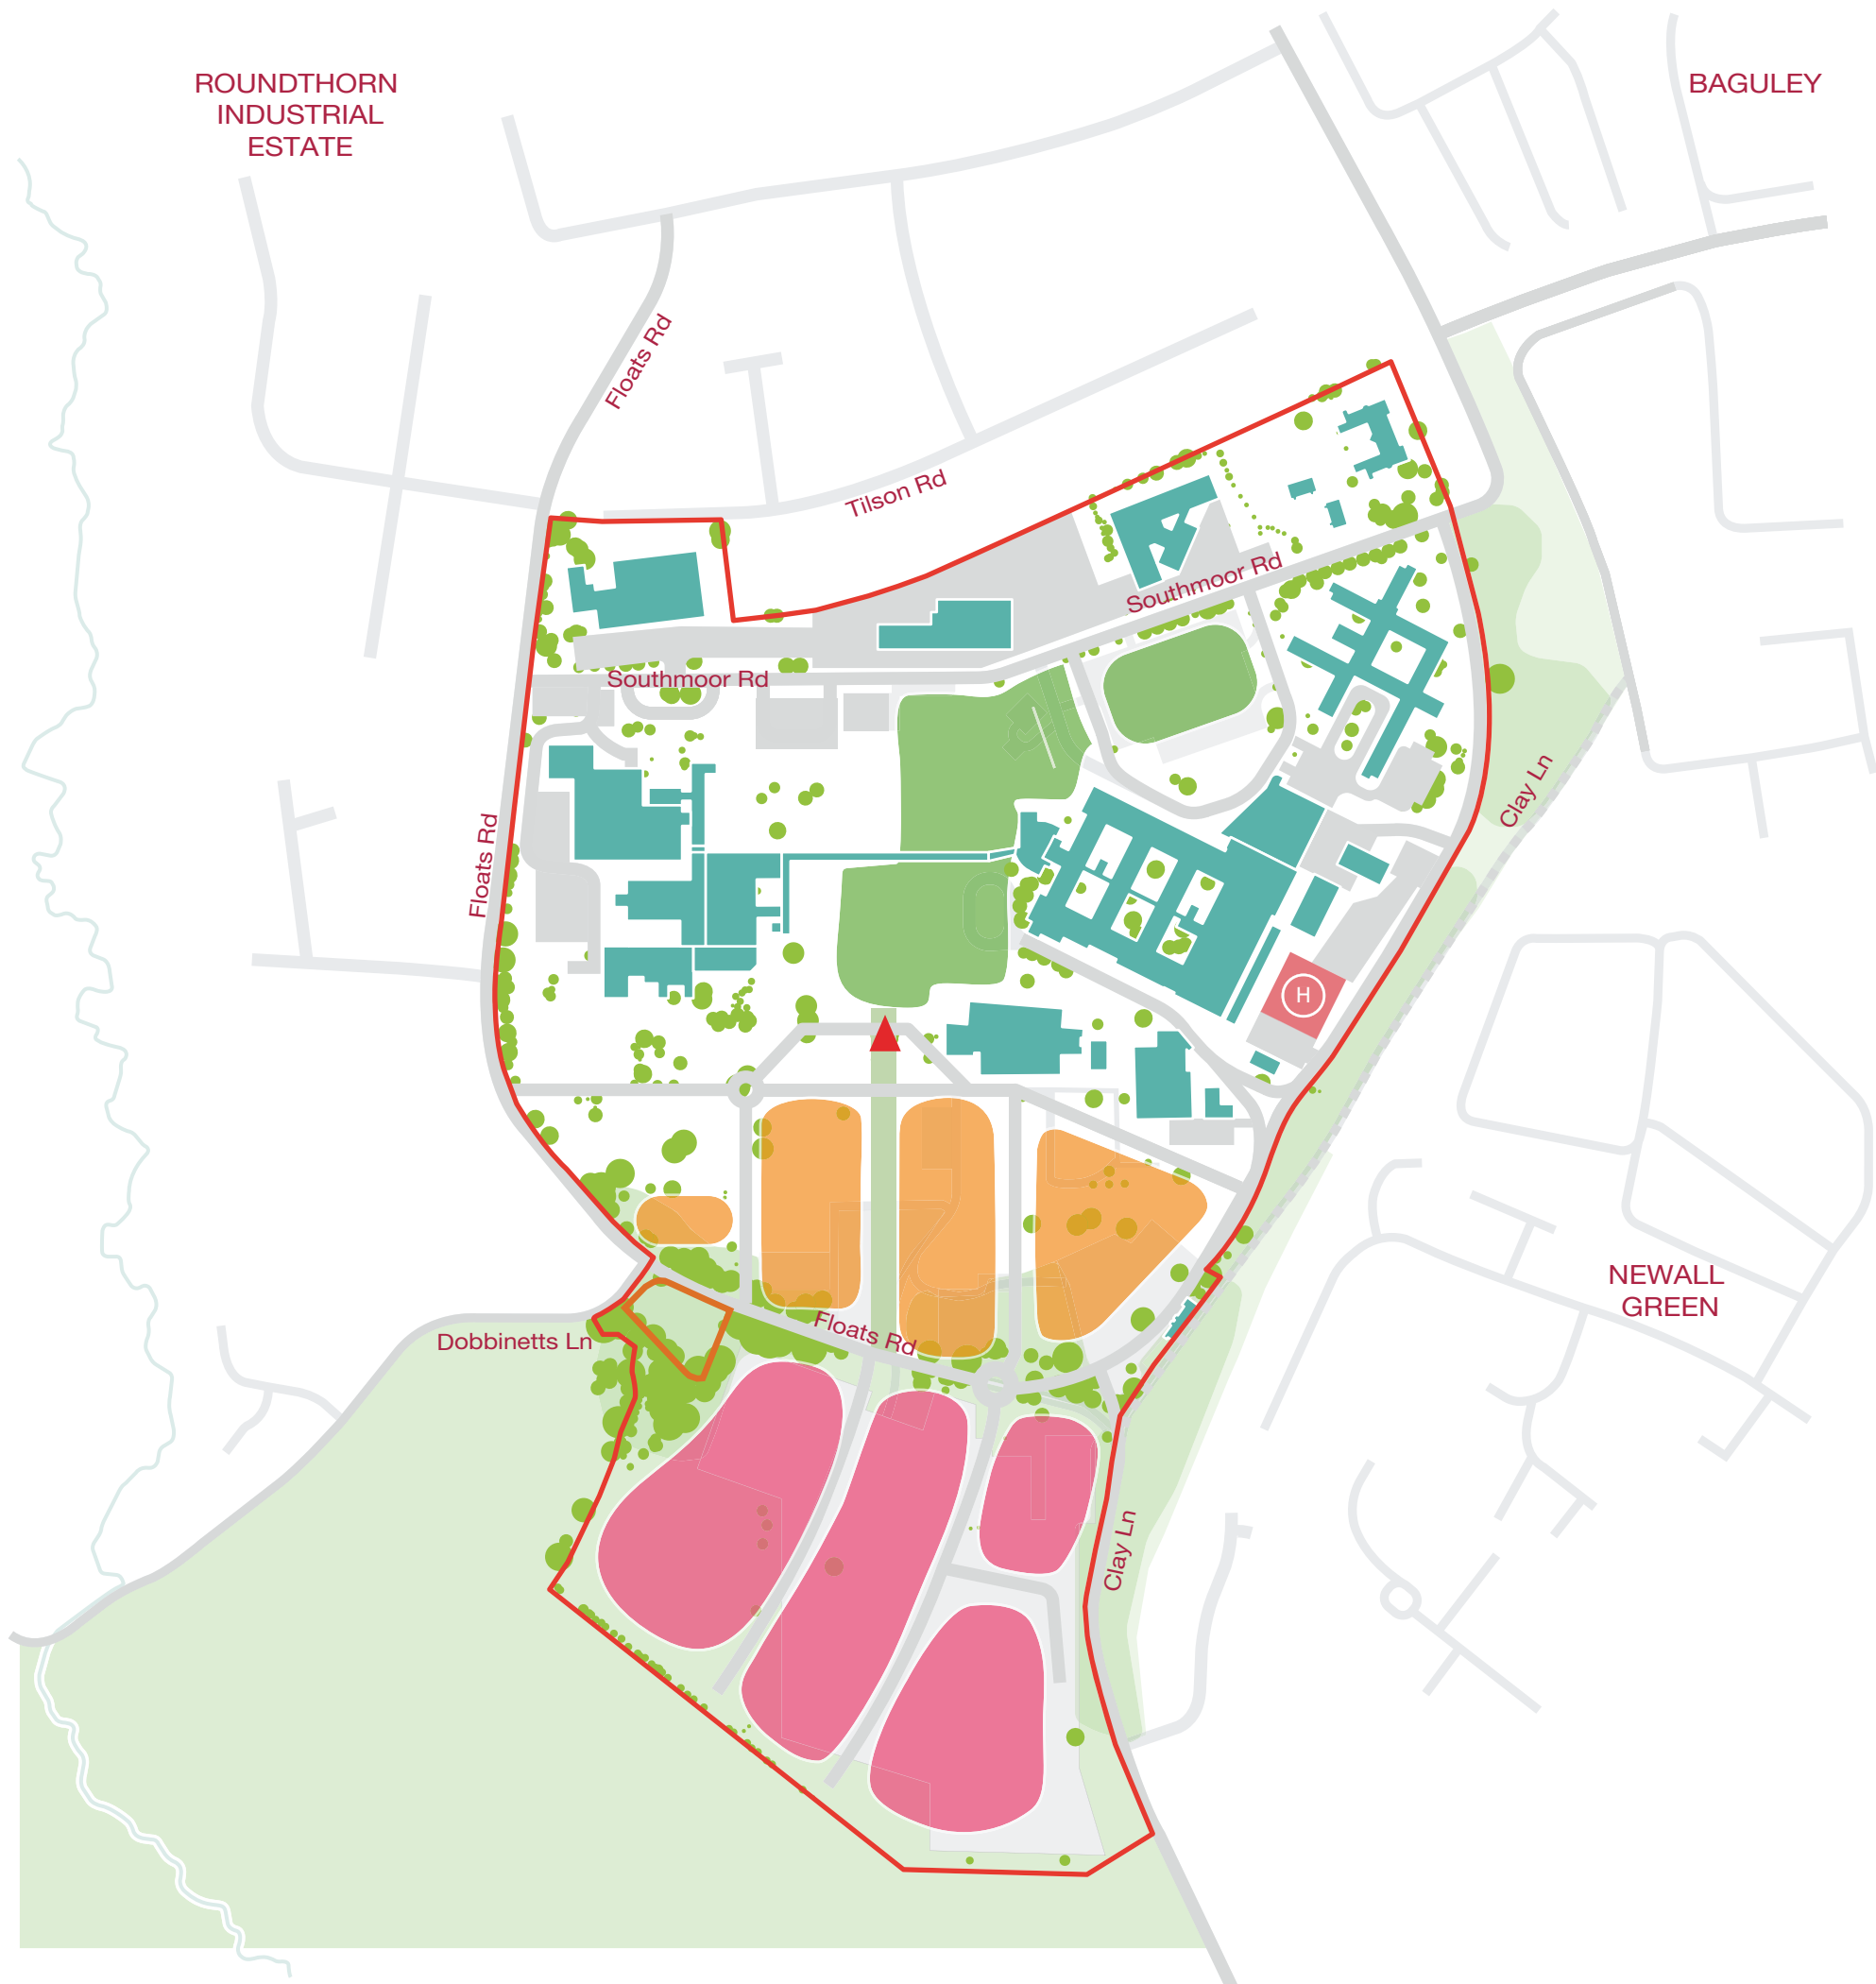 ROUNDTHORN
INDUSTRIAL
ESTATE
BAGULEY
Floats Rd
Tilson Rd
Southmoor Rd
Southmoor Rd
Clay Ln
Floats Rd
H
NEWALL
GREEN
Floats Rd
Dobbinetts Ln
Clay Ln